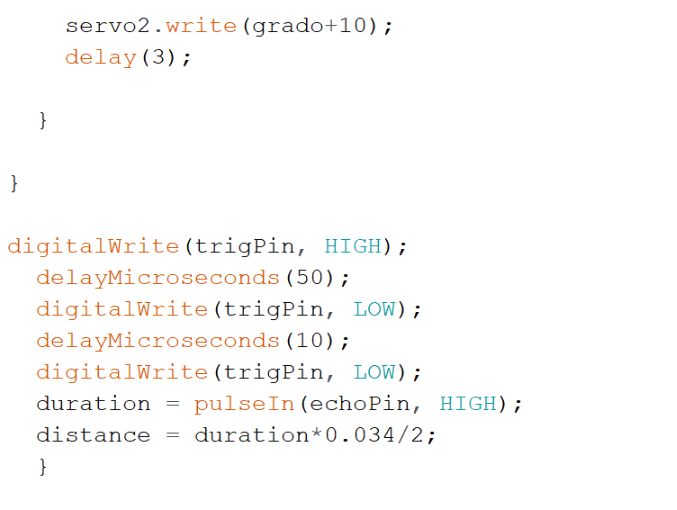 servo2.write(grado+10);
delay(3);
}
}
digitalWrite(trigPin, HIGH);
delayMicroseconds(50);
digitalWrite(trigPin, LOW);
delayMicroseconds(10);
digitalWrite(trigPin, LOW);
duration = pulseIn(echoPin, HIGH);
distance = duration*0.034/2;
}